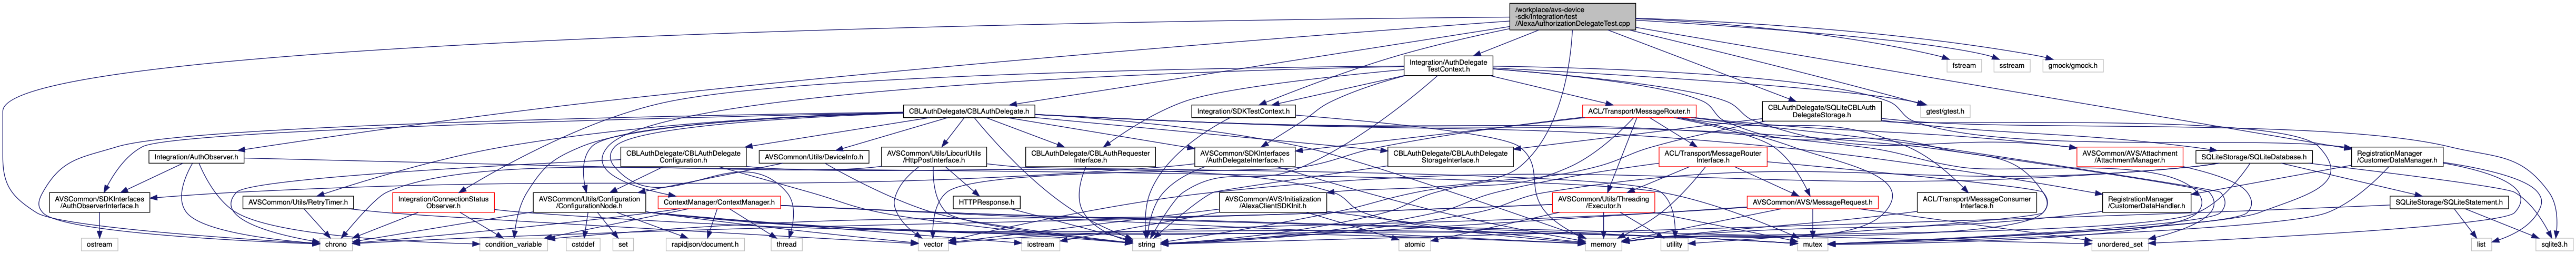 /workplace/avs-device
-sdk/Integration/test
/AlexaAuthorizationDelegateTest.cpp
Integration/AuthDelegate
TestContext.h
fstream
sstream
gmock/gmock.h
CBLAuthDelegate/CBLAuthDelegate.h
Integration/SDKTestContext.h
ACL/Transport/MessageRouter.h
CBLAuthDelegate/SQLiteCBLAuth
DelegateStorage.h
gtest/gtest.h
Integration/AuthObserver.h
CBLAuthDelegate/CBLAuthDelegate
Configuration.h
AVSCommon/Utils/DeviceInfo.h
AVSCommon/Utils/LibcurlUtils
/HttpPostInterface.h
CBLAuthDelegate/CBLAuthRequester
Interface.h
AVSCommon/SDKInterfaces
/AuthDelegateInterface.h
CBLAuthDelegate/CBLAuthDelegate
StorageInterface.h
ACL/Transport/MessageRouter
Interface.h
AVSCommon/AVS/Attachment
/AttachmentManager.h
SQLiteStorage/SQLiteDatabase.h
RegistrationManager
/CustomerDataManager.h
AVSCommon/SDKInterfaces
/AuthObserverInterface.h
AVSCommon/Utils/RetryTimer.h
Integration/ConnectionStatus
Observer.h
AVSCommon/Utils/Configuration
/ConfigurationNode.h
ContextManager/ContextManager.h
HTTPResponse.h
AVSCommon/AVS/Initialization
/AlexaClientSDKInit.h
AVSCommon/Utils/Threading
/Executor.h
AVSCommon/AVS/MessageRequest.h
ACL/Transport/MessageConsumer
Interface.h
RegistrationManager
/CustomerDataHandler.h
SQLiteStorage/SQLiteStatement.h
ostream
chrono
condition_variable
cstddef
set
rapidjson/document.h
thread
vector
iostream
string
atomic
memory
utility
mutex
unordered_set
list
sqlite3.h